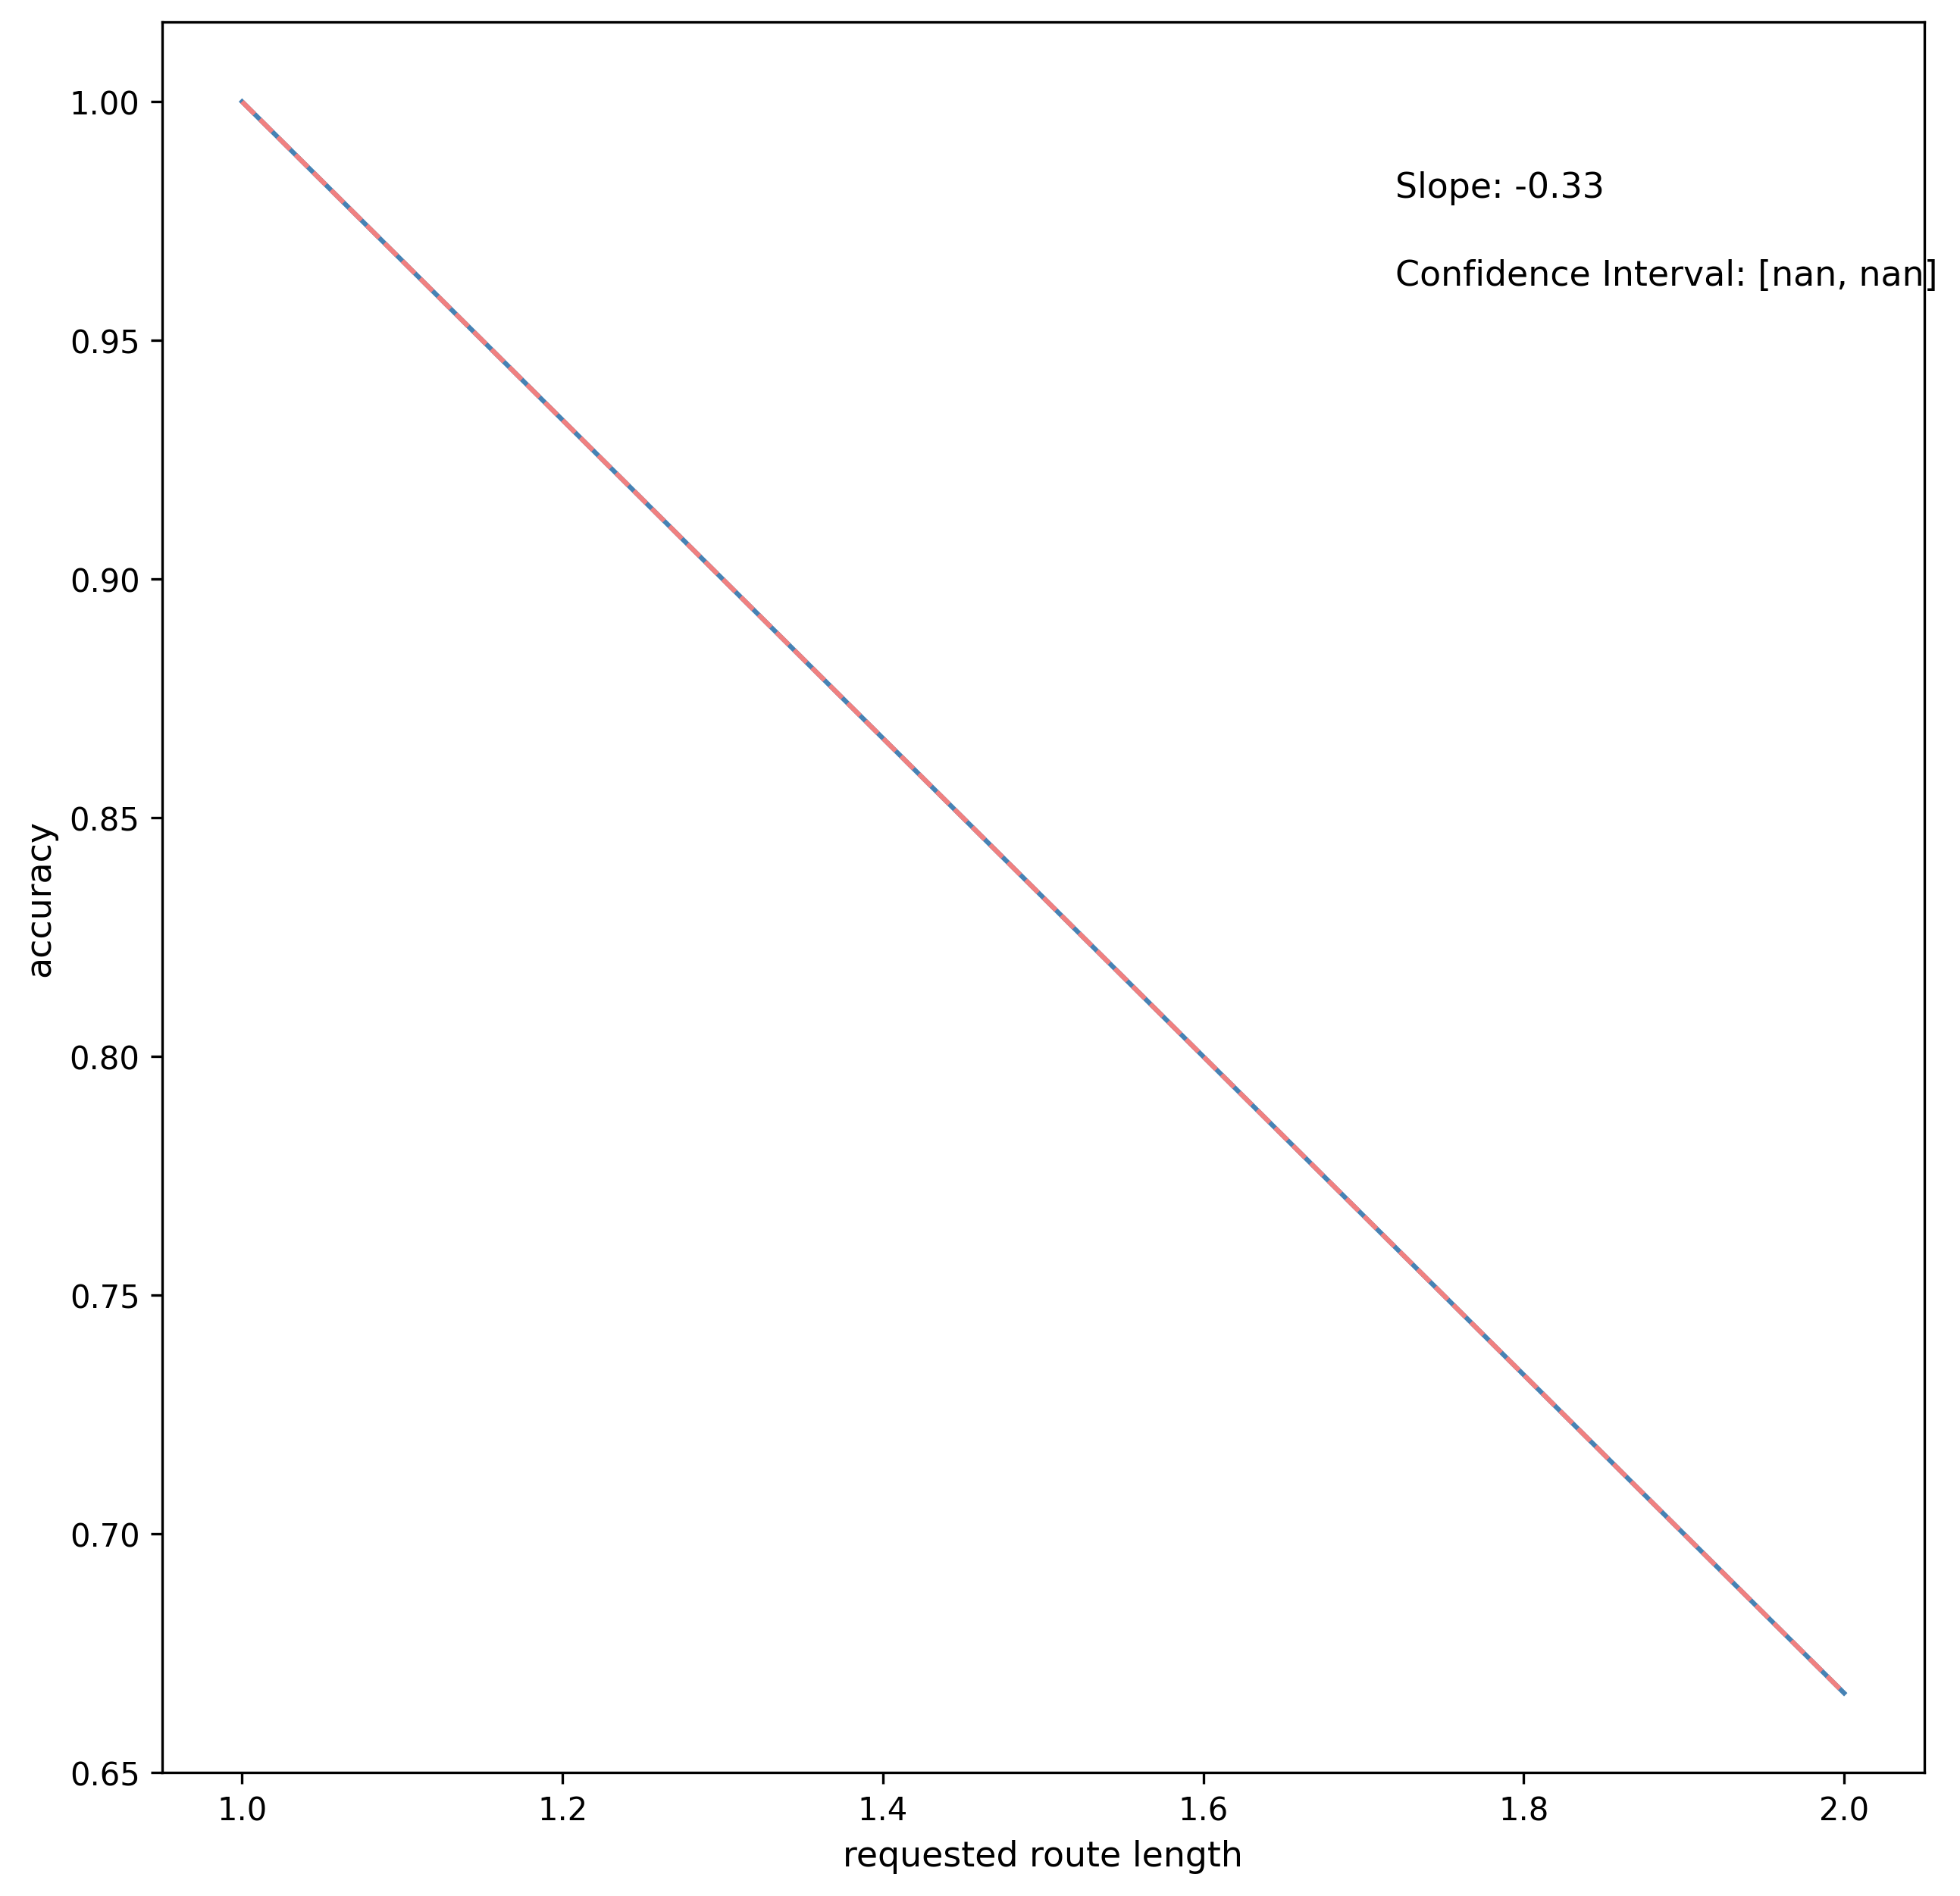 Slope: -0.33
Confidence Interval: [nan, nan]
1.00
0.95
0.90
0.85
0.80
0.75
0.70
0.65
accuracy
1.0 1.2 1.4 1.6 1.8 2.0
requested route length